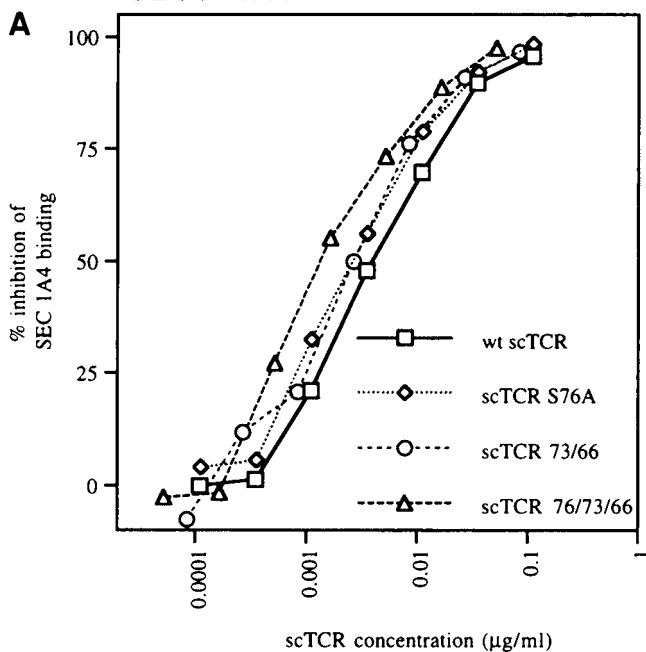 A
100
75
50
25
0
% inhibition of
SEC 1A4 binding
wt scTCR
scTCR S76A
scTCR 73/66
scTCR 76/73/66
0.0001
0.001
0.01
0.1
1
scTCR concentration (μg/ml)